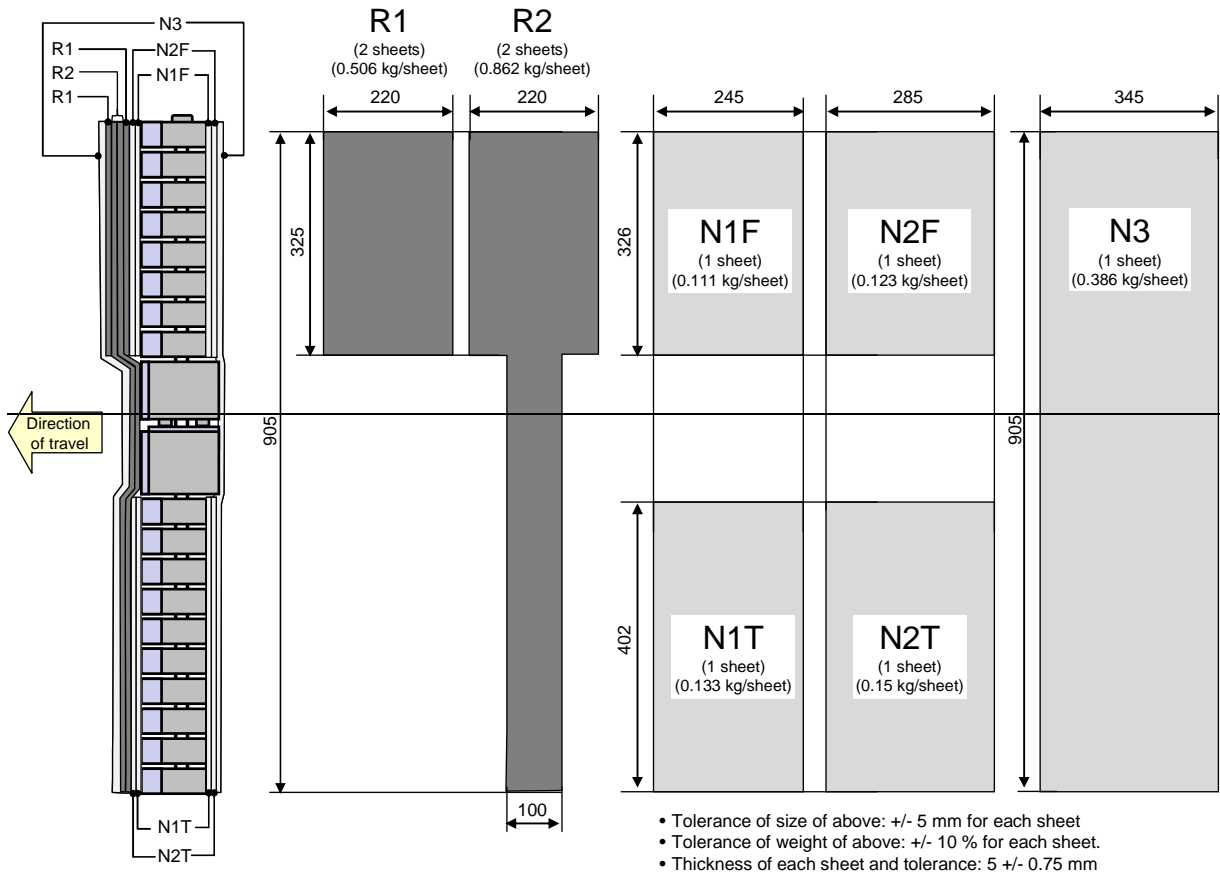 N3
R1
N2F
R2
N1F
R1
Direction
of travel
N1T
N2T
R1
(2 sheets)
(0.506 kg/sheet)
220
325
905
R2
(2 sheets)
(0.862 kg/sheet)
220
100
245
326
N1F
(1 sheet)
(0.111 kg/sheet)
285
N2F
(1 sheet)
(0.123 kg/sheet)
345
N3
(1 sheet)
(0.386 kg/sheet)
905
402
N1T
(1 sheet)
(0.133 kg/sheet)
N2T
(1 sheet)
(0.15 kg/sheet)
• Tolerance of size of above: +/- 5 mm for each sheet
• Tolerance of weight of above: +/- 10 % for each sheet.
• Thickness of each sheet and tolerance: 5 +/- 0.75 mm